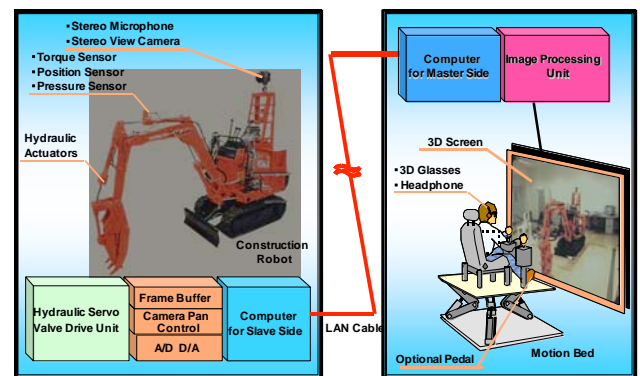 ▪Stereo Microphone
▪Stereo View Camera
▪Torque Sensor
▪Position Sensor
▪Pressure Sensor
Hydraulic
Actuators
Construction
Robot
Hydraulic Servo
Valve Drive Unit
Frame Buffer
Camera Pan
Control
A/D D/A
Computer
for Slave Side
LAN Cable
Computer
for Master Side
Image Processing
Unit
3D Screen
▪3D Glasses
▪Headphone
Optional Pedal
Motion Bed